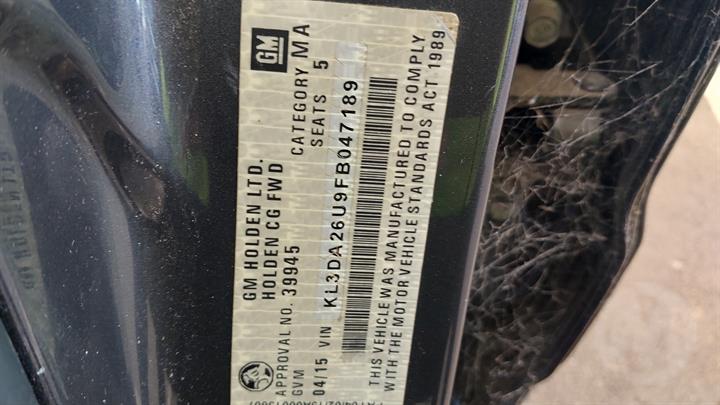 GM
GM HOLDEN LTD.
HOLDEN CG FWD
APPROVAL NO. 39945 CATEGORY MA
GVM SEATS 5
04/15 VIN KL3DA26U9FB047189
THIS VEHICLE WAS MANUFACTURED TO COMPLY
WITH THE MOTOR VEHICLE STANDARDS ACT 1989